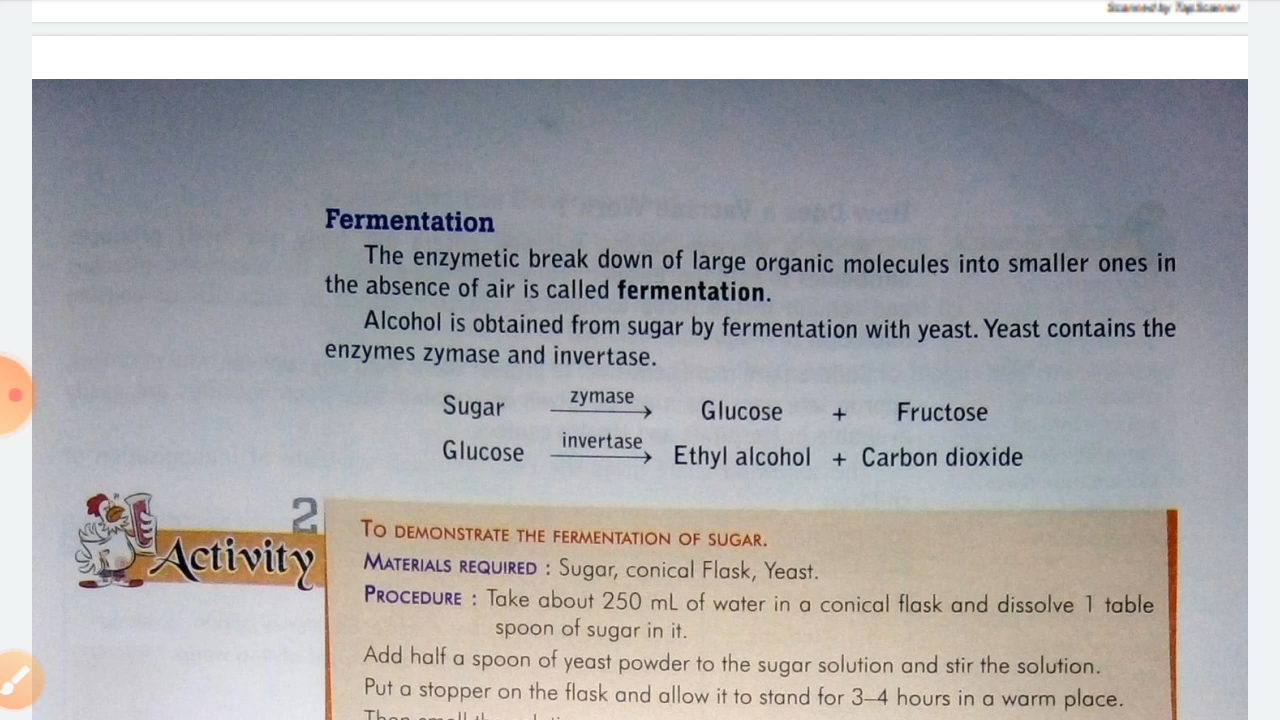 Scanned by TapScanner
Fermentation
The enzymetic break down of large organic molecules into smaller ones in
the absence of air is called fermentation.
Alcohol is obtained from sugar by fermentation with yeast. Yeast contains the
enzymes zymase and invertase.
Sugar zymase → Glucose + Fructose
Glucose invertase → Ethyl alcohol + Carbon dioxide
2
Activity
TO DEMONSTRATE THE FERMENTATION OF SUGAR.
MATERIALS REQUIRED : Sugar, conical Flask, Yeast.
PROCEDURE : Take about 250 mL of water in a conical flask and dissolve 1 table
spoon of sugar in it.
Add half a spoon of yeast powder to the sugar solution and stir the solution.
Put a stopper on the flask and allow it to stand for 3–4 hours in a warm place.